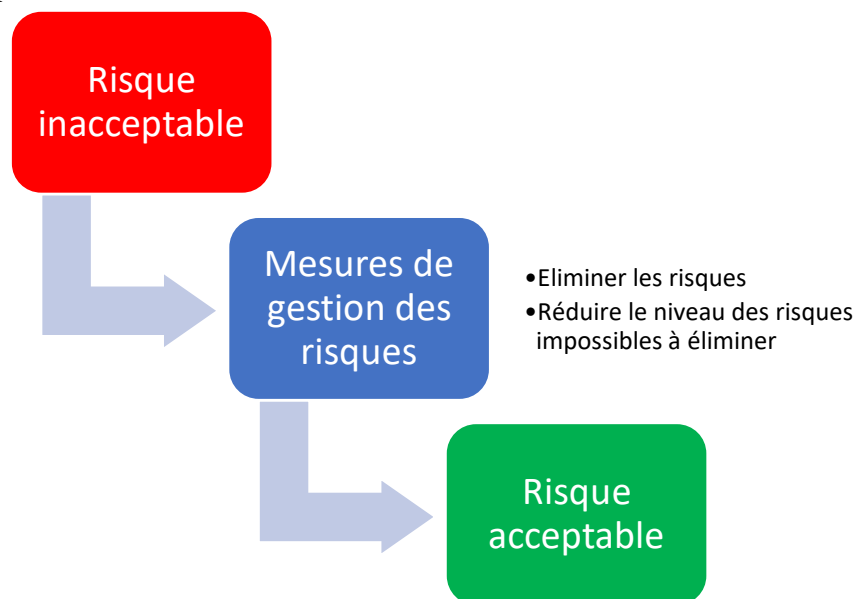 Risque
inacceptable
Mesures de
gestion des
risques
•Eliminer les risques
•Réduire le niveau des risques
impossibles à éliminer
Risque
acceptable